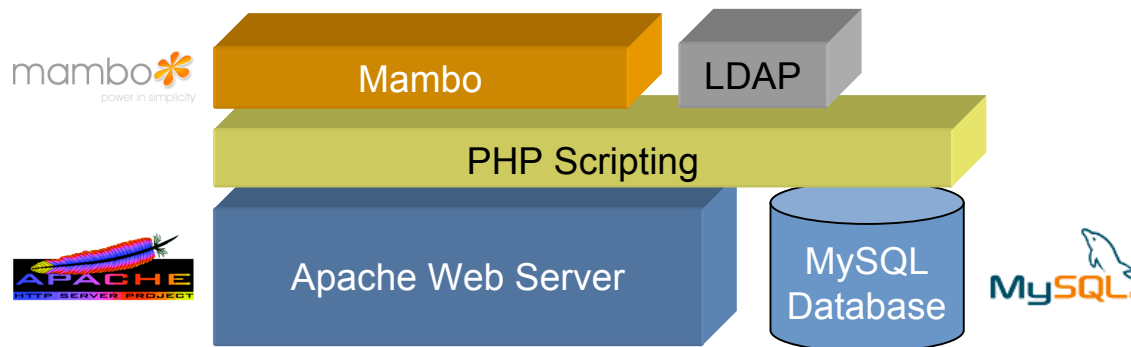 mambo
power in simplicity
Mambo
LDAP
PHP Scripting
APACHE
HTTP SERVER PROJECT
Apache Web Server
MySQL
Database
MySQL